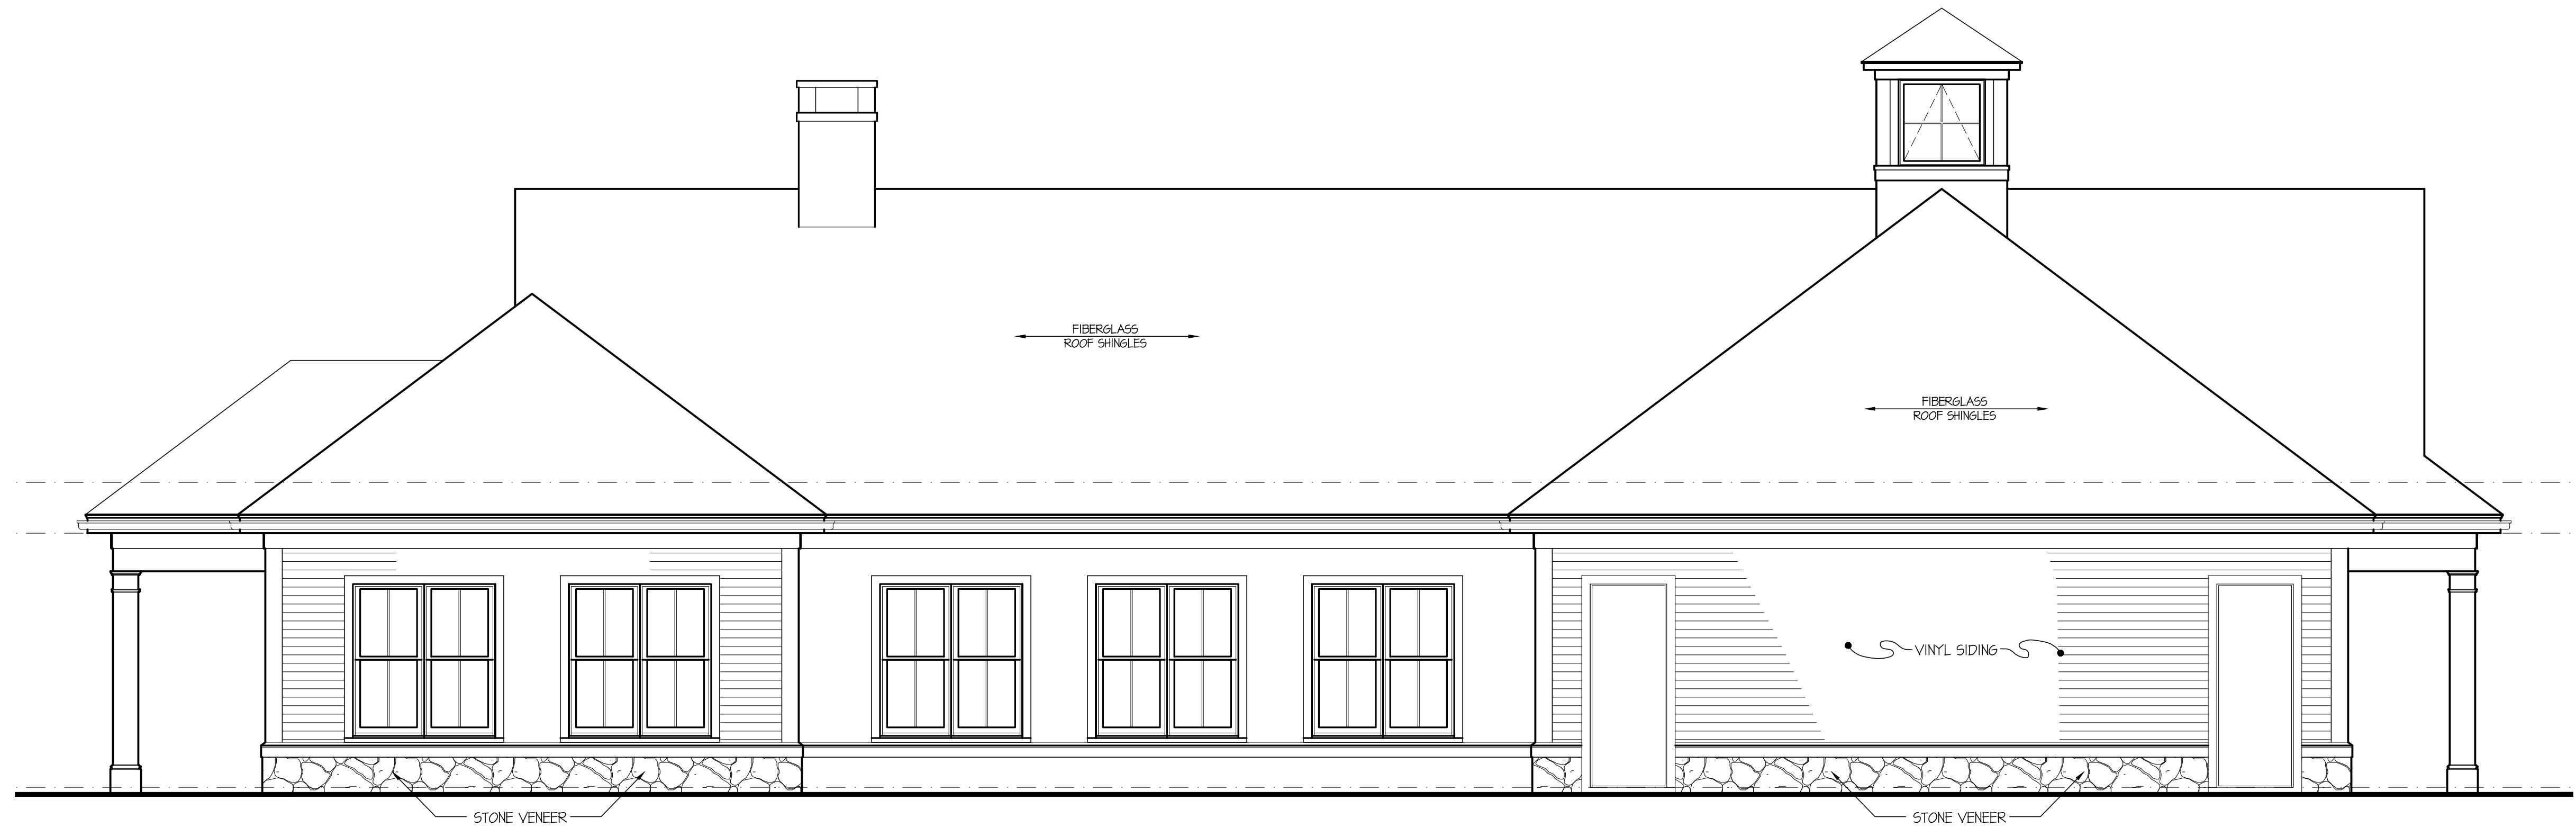 FIBERGLASS
ROOF SHINGLES
FIBERGLASS
ROOF SHINGLES
VINYL SIDING
STONE VENEER
STONE VENEER